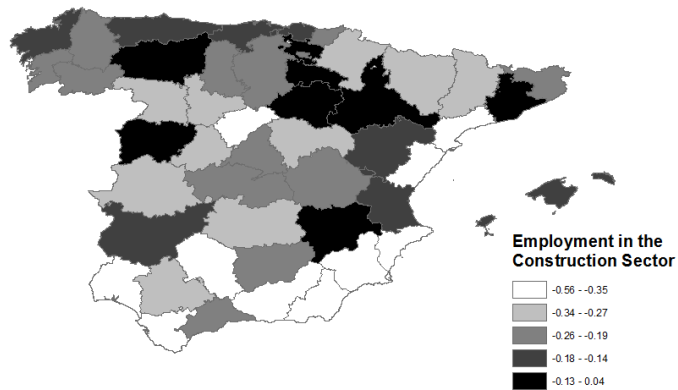 Employment in the
Construction Sector
-0.56 - -0.35
-0.34 - -0.27
-0.26 - -0.19
-0.18 - -0.14
-0.13 - 0.04